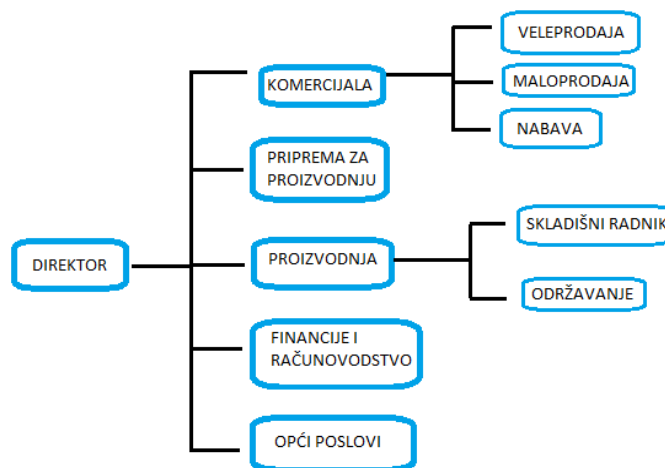 VELEPRODAJA
KOMERCIJALA
MALOPRODAJA
NABAVA
PRIPREMA ZA
PROIZVODNJU
SKLADIŠNI RADNIK
DIREKTOR
PROIZVODNJA
ODRŽAVANJE
FINANCIJE I
RAČUNOVODSTVO
OPĆI POSLOVI